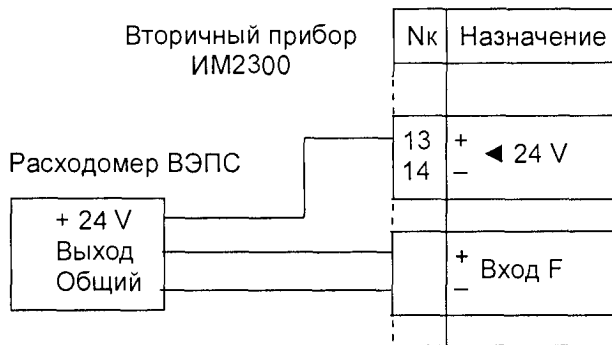 Вторичный прибор
ИМ2300
Nк Назначение
13 +
◄ 24 V
14 –
Расходомер ВЭПС
+ 24 V
Выход
Общий
+
Вход F
–